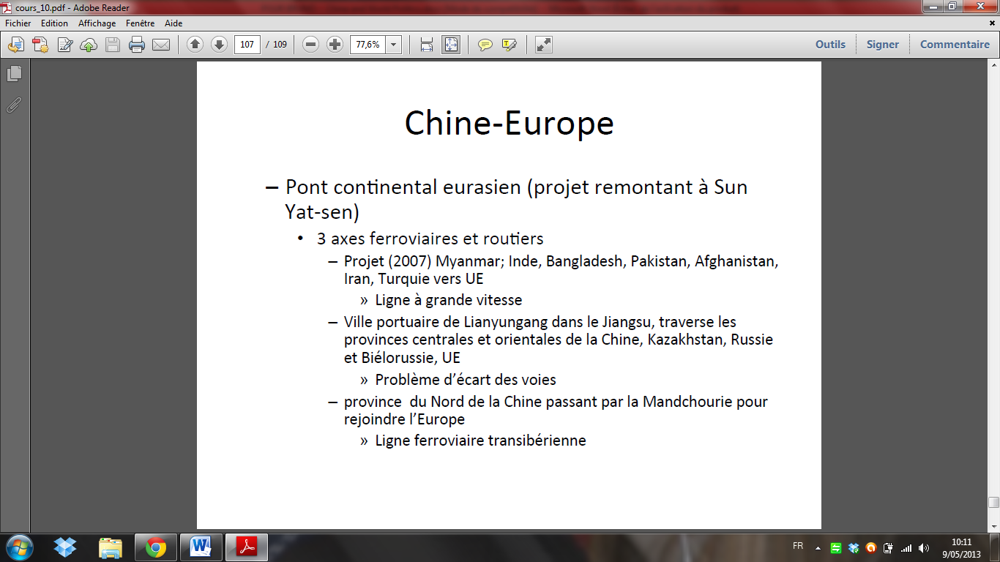 cours_10.pdf - Adobe Reader
Fichier Edition Affichage Fenêtre Aide
107 / 109 77,6% Outils Signer Commentaire
Chine-Europe
– Pont continental eurasien (projet remontant à Sun
Yat-sen)
• 3 axes ferroviaires et routiers
– Projet (2007) Myanmar; Inde, Bangladesh, Pakistan, Afghanistan,
Iran, Turquie vers UE
» Ligne à grande vitesse
– Ville portuaire de Lianyungang dans le Jiangsu, traverse les
provinces centrales et orientales de la Chine, Kazakhstan, Russie
et Biélorussie, UE
» Problème d’écart des voies
– province  du Nord de la Chine passant par la Mandchourie pour
rejoindre l’Europe
» Ligne ferroviaire transibérienne
FR 10:11
9/05/2013